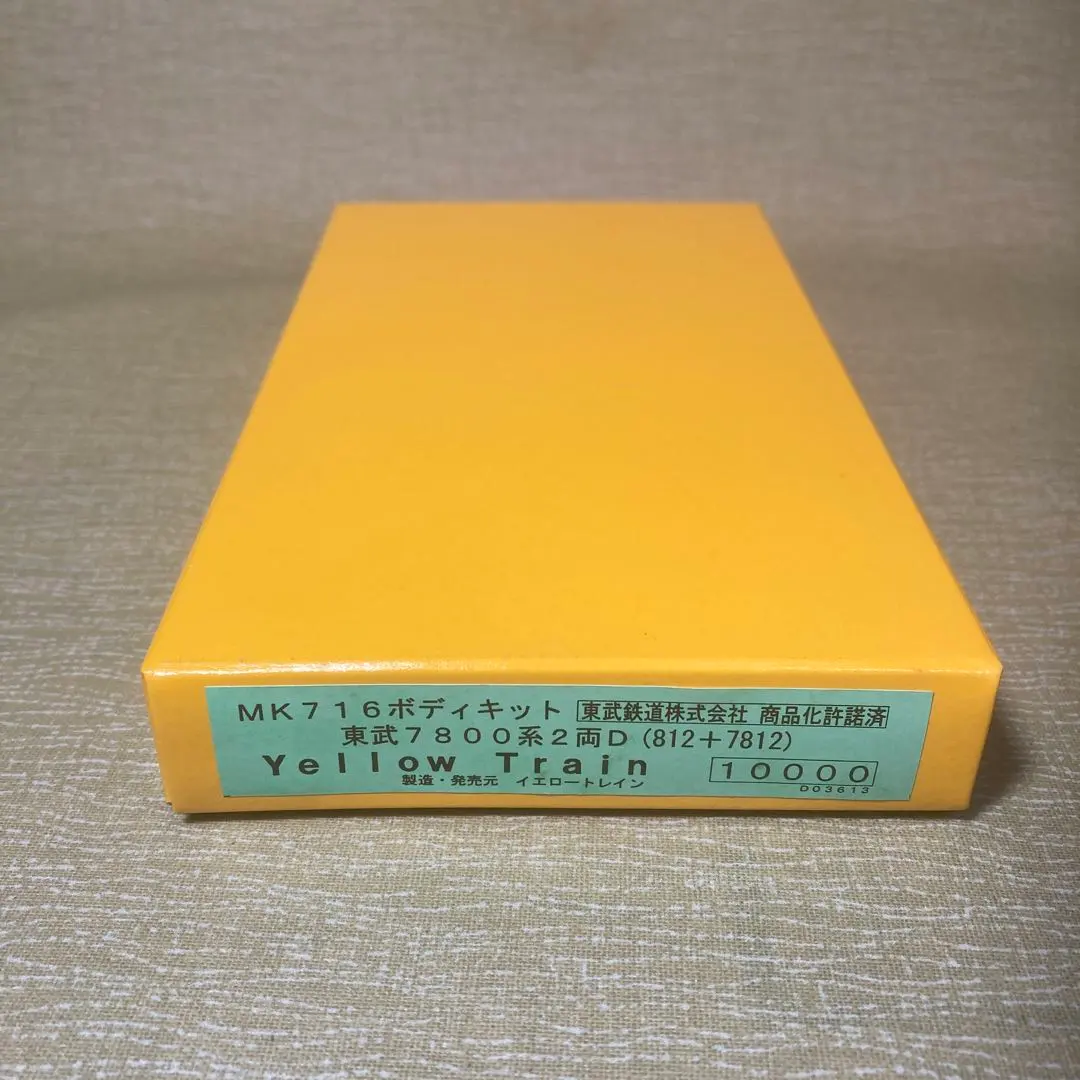 MK716ボディキット 東武鉄道株式会社 商品化許諾済
東武7800系2両D(812+7812)
Yellow Train 10000
製造・発売元 イエロートレイン D03613